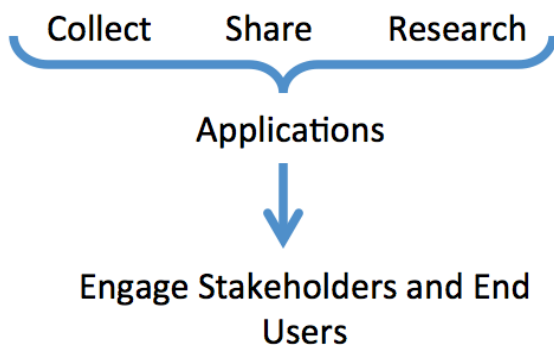 Collect Share Research
Applications
Engage Stakeholders and End
Users